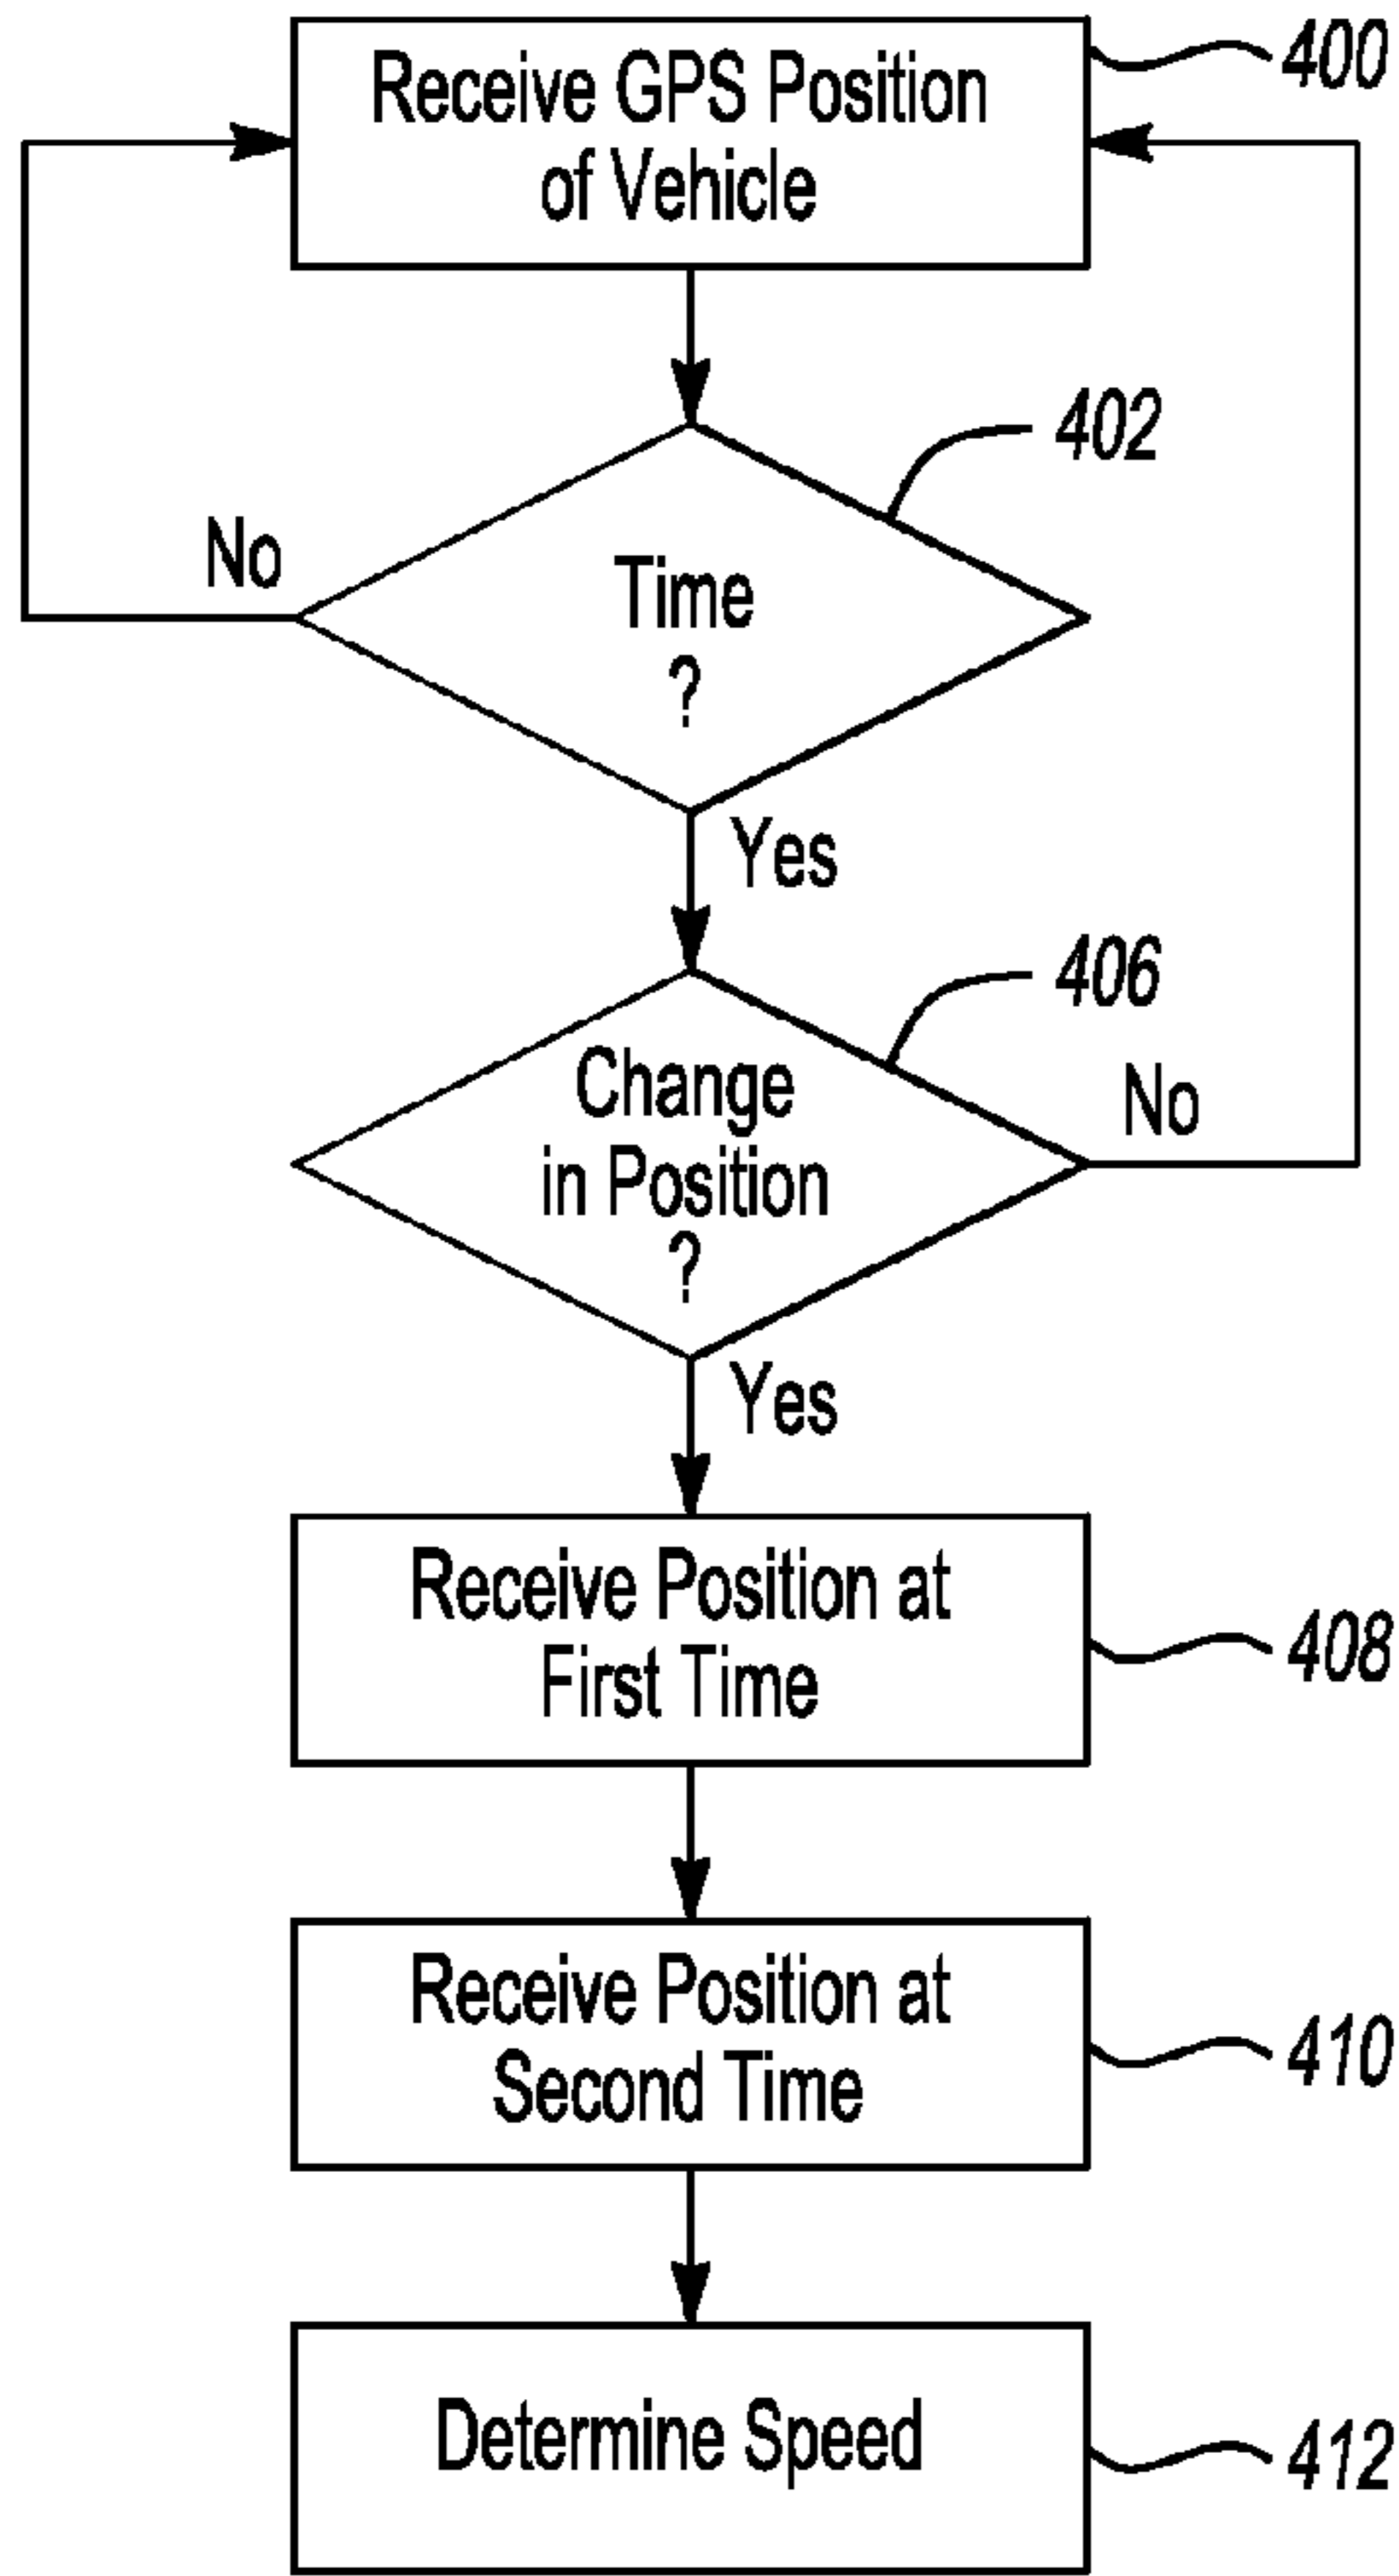 Receive GPS Position
of Vehicle
400
402
No
Time
?
Yes
406
Change
in Position
?
No
Yes
Receive Position at
First Time
408
Receive Position at
Second Time
410
Determine Speed
412